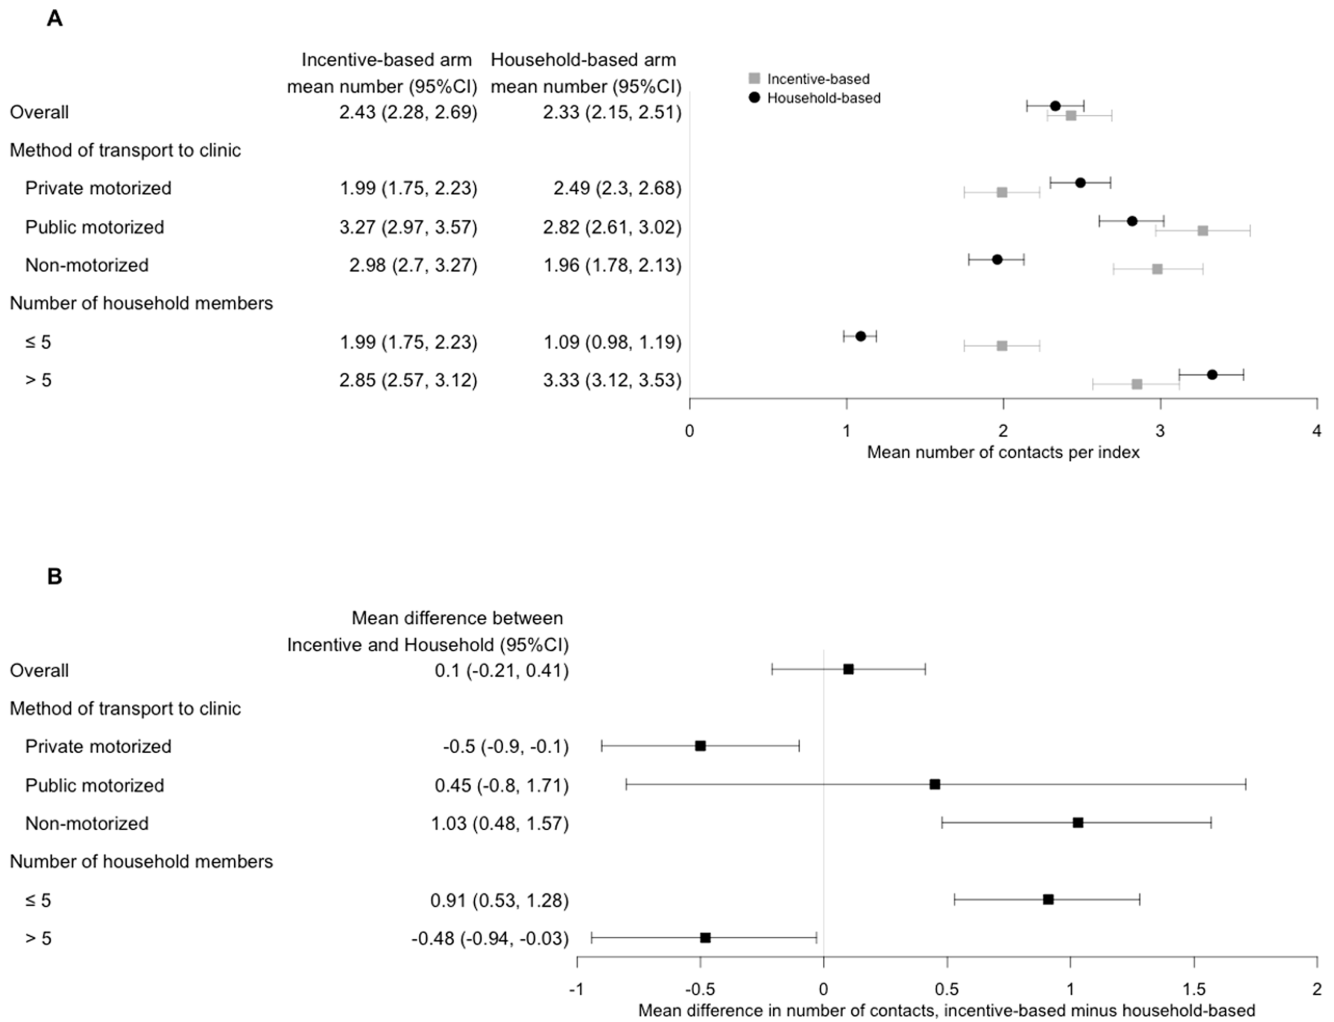 A
Incentive-based arm Household-based arm
mean number (95%CI) mean number (95%CI)
Incentive-based
Household-based
Overall 2.43 (2.28, 2.69) 2.33 (2.15, 2.51)
Method of transport to clinic
Private motorized 1.99 (1.75, 2.23) 2.49 (2.3, 2.68)
Public motorized 3.27 (2.97, 3.57) 2.82 (2.61, 3.02)
Non-motorized 2.98 (2.7, 3.27) 1.96 (1.78, 2.13)
Number of household members
≤ 5 1.99 (1.75, 2.23) 1.09 (0.98, 1.19)
> 5 2.85 (2.57, 3.12) 3.33 (3.12, 3.53)
0 1 2 3 4
Mean number of contacts per index
B
Mean difference between
Incentive and Household (95%CI)
Overall 0.1 (-0.21, 0.41)
Method of transport to clinic
Private motorized -0.5 (-0.9, -0.1)
Public motorized 0.45 (-0.8, 1.71)
Non-motorized 1.03 (0.48, 1.57)
Number of household members
≤ 5 0.91 (0.53, 1.28)
> 5 -0.48 (-0.94, -0.03)
-1 -0.5 0 0.5 1 1.5 2
Mean difference in number of contacts, incentive-based minus household-based